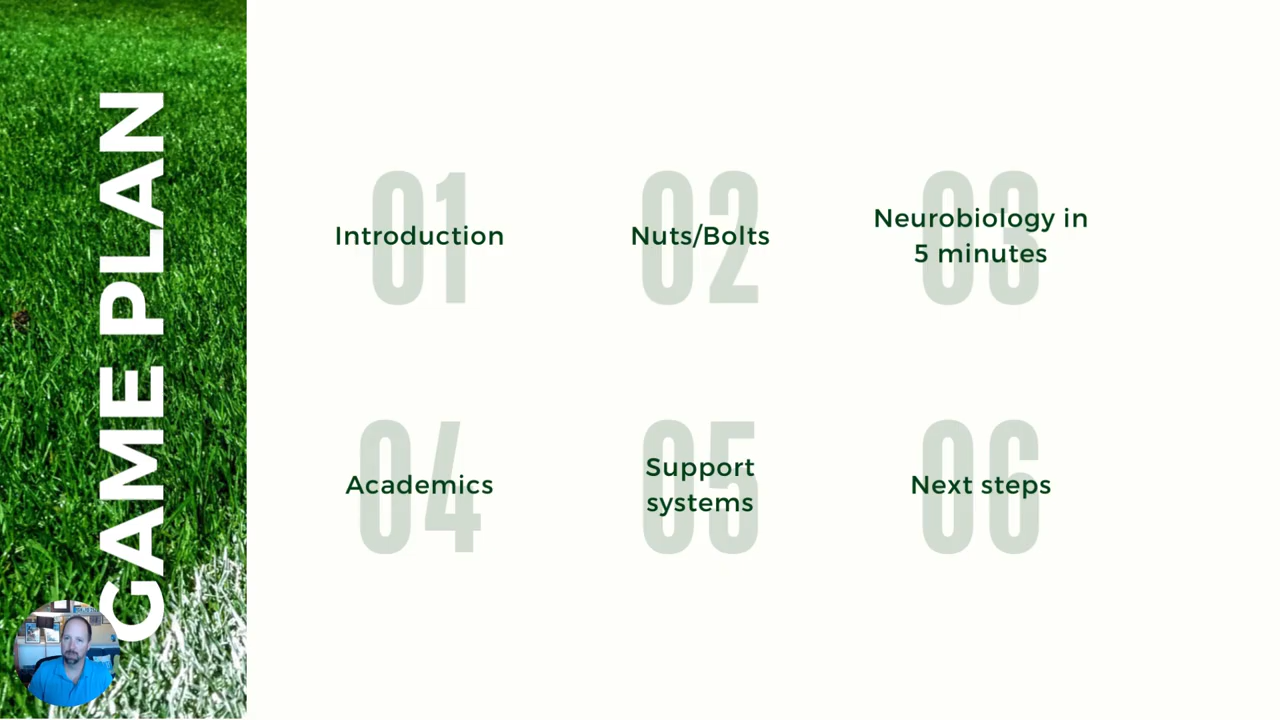 GAME PLAN
01
Introduction
02
Nuts/Bolts
03
Neurobiology in
5 minutes
04
Academics
05
Support
systems
06
Next steps